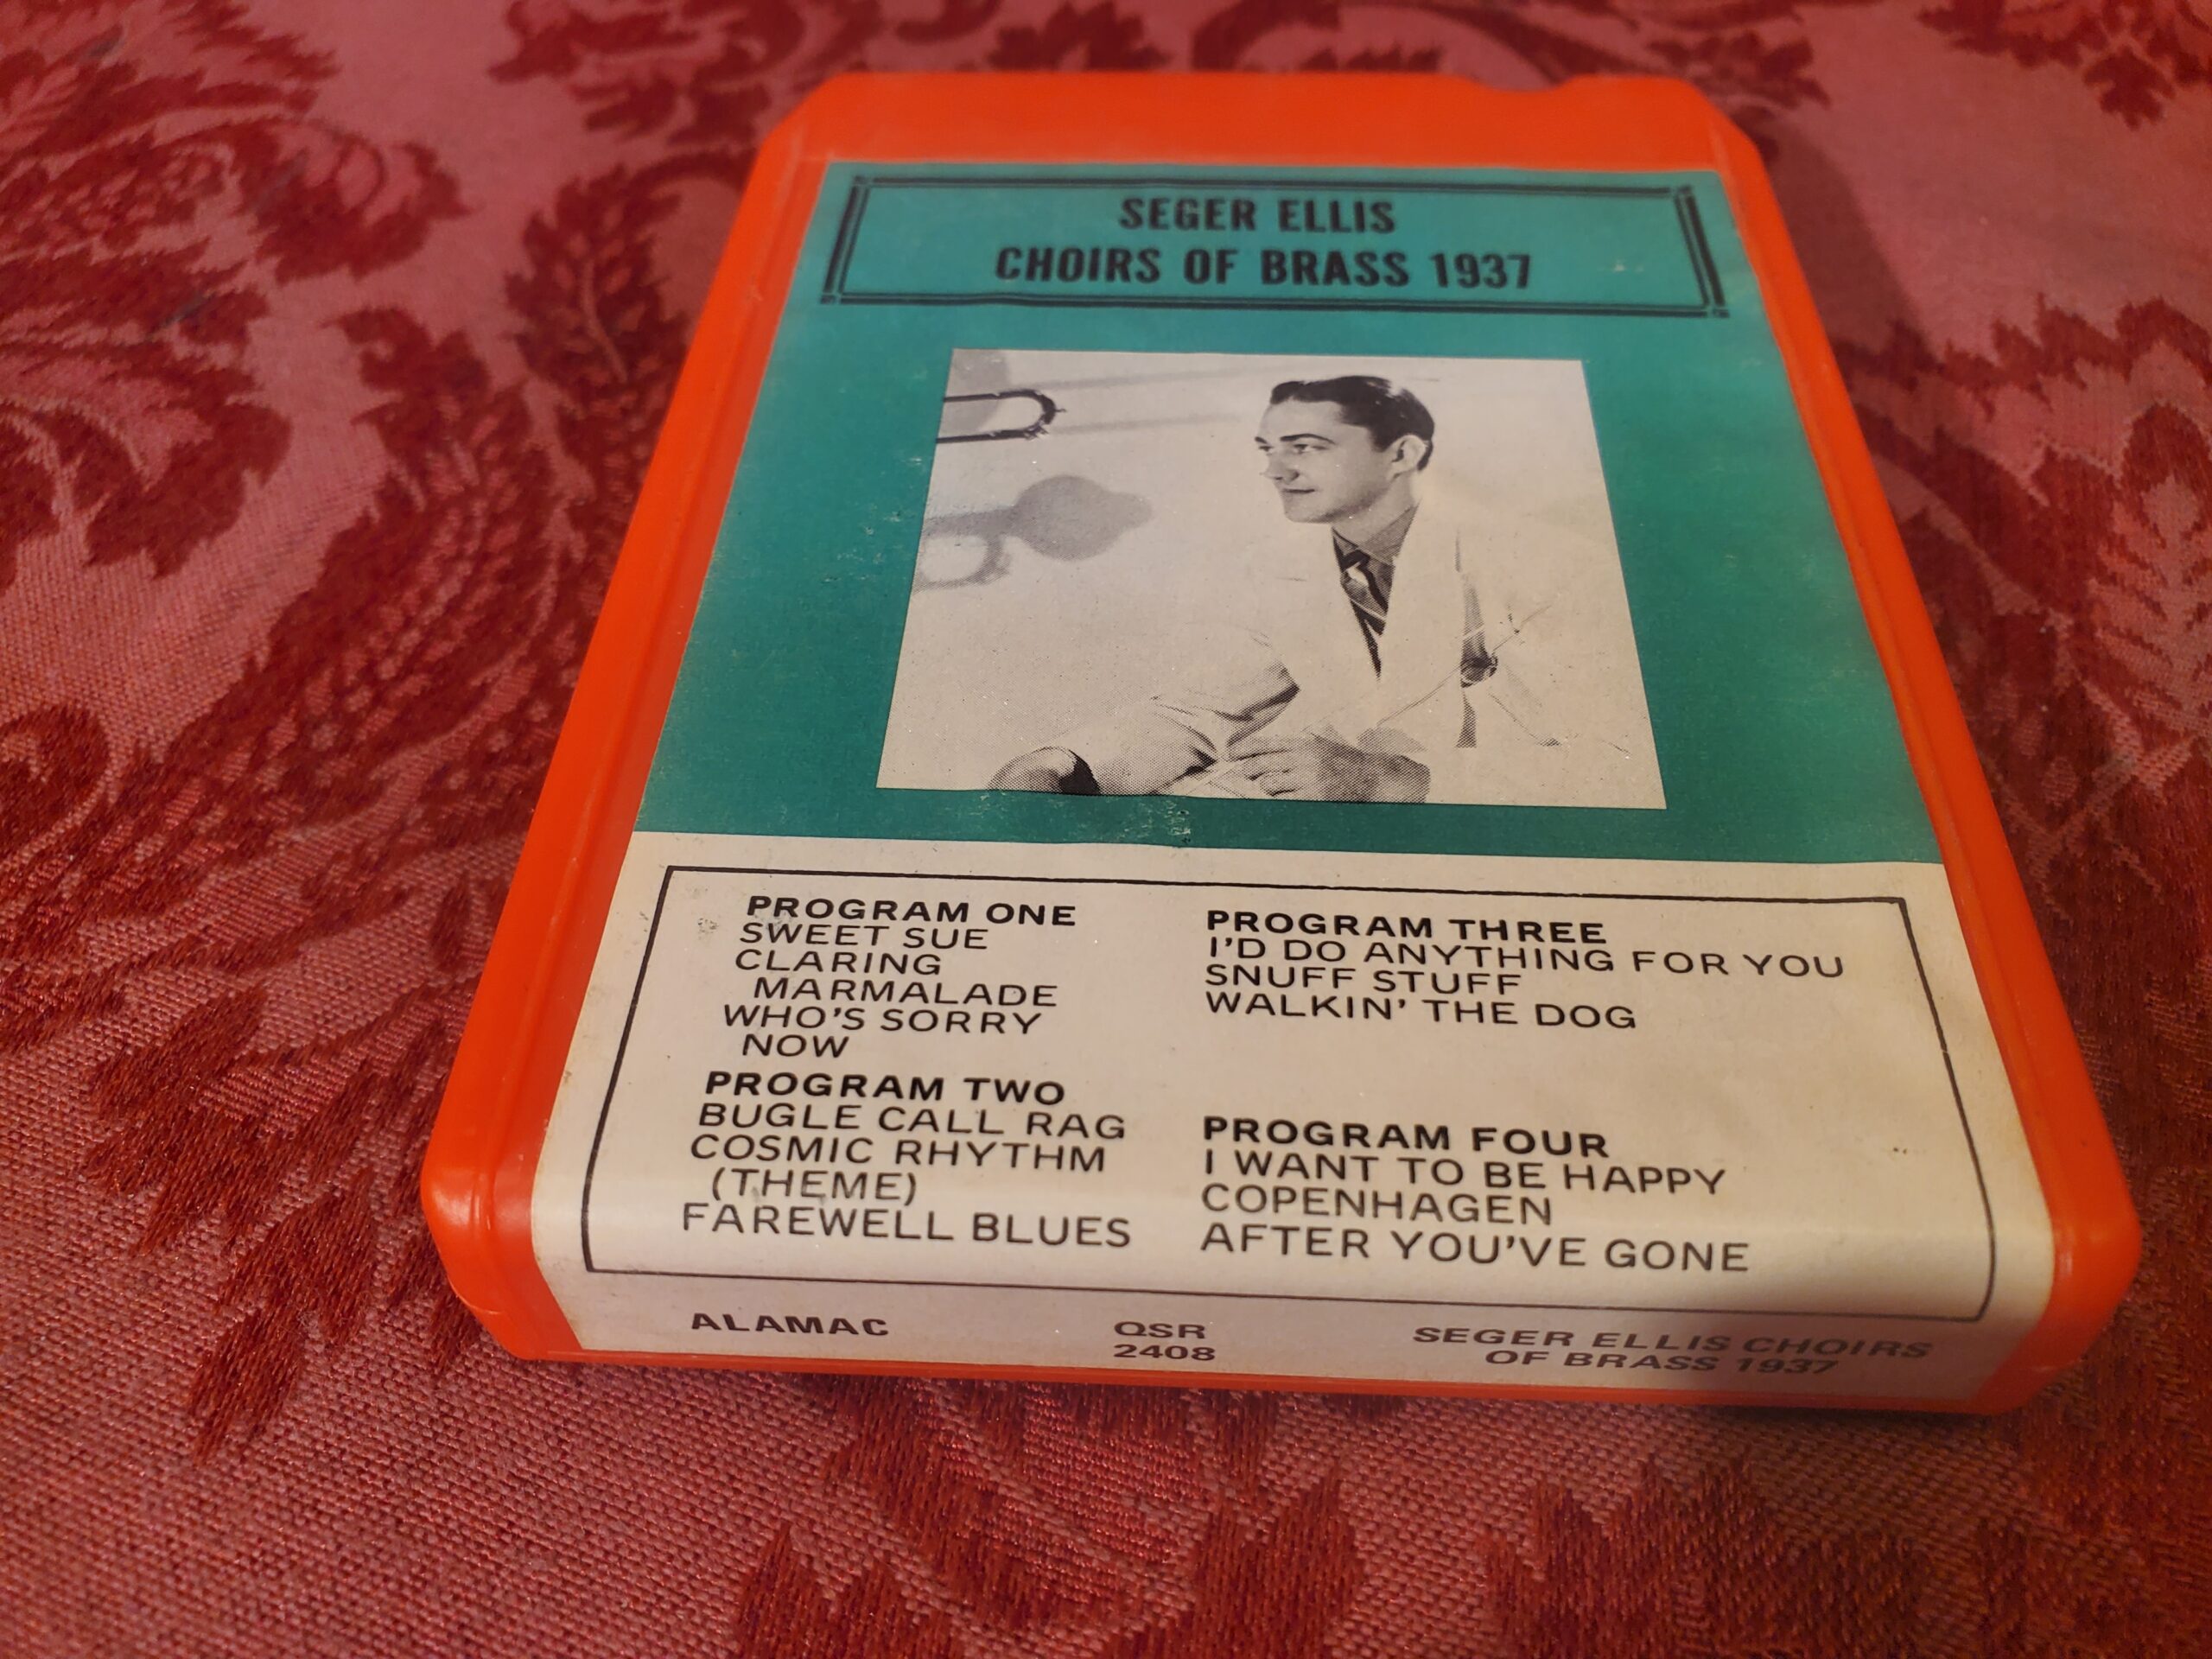 SEGER ELLIS
CHOIRS OF BRASS 1937
PROGRAM ONE
SWEET SUE
CLARING
MARMALADE
WHO'S SORRY
NOW
PROGRAM TWO
BUGLE CALL RAG
COSMIC RHYTHM
(THEME)
FAREWELL BLUES
PROGRAM THREE
I'D DO ANYTHING FOR YOU
SNUFF STUFF
WALKIN' THE DOG
PROGRAM FOUR
I WANT TO BE HAPPY
COPENHAGEN
AFTER YOU'VE GONE
ALAMAC
QSR
2408
SEGER ELLIS CHOIRS
OF BRASS 1937